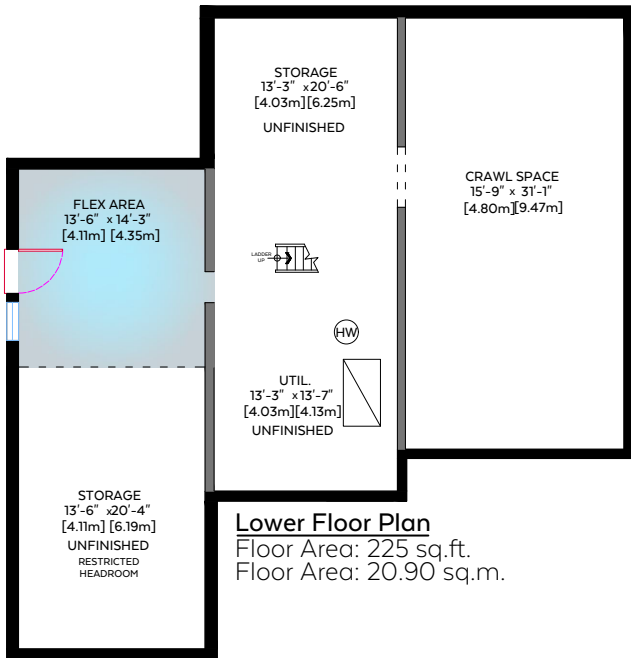 STORAGE
13'-3" x20'-6"
[4.03m][6.25m]
UNFINISHED
CRAWL SPACE
15'-9" x 31'-1"
[4.80m][9.47m]
FLEX AREA
13'-6" x 14'-3"
[4.11m] [4.35m]
LADDER
UP
HW
UTIL.
13'-3" x13'-7"
[4.03m][4.13m]
UNFINISHED
STORAGE
13'-6" x20'-4"
[4.11m] [6.19m]
UNFINISHED
RESTRICTED
HEADROOM
Lower Floor Plan
Floor Area: 225 sq.ft.
Floor Area: 20.90 sq.m.